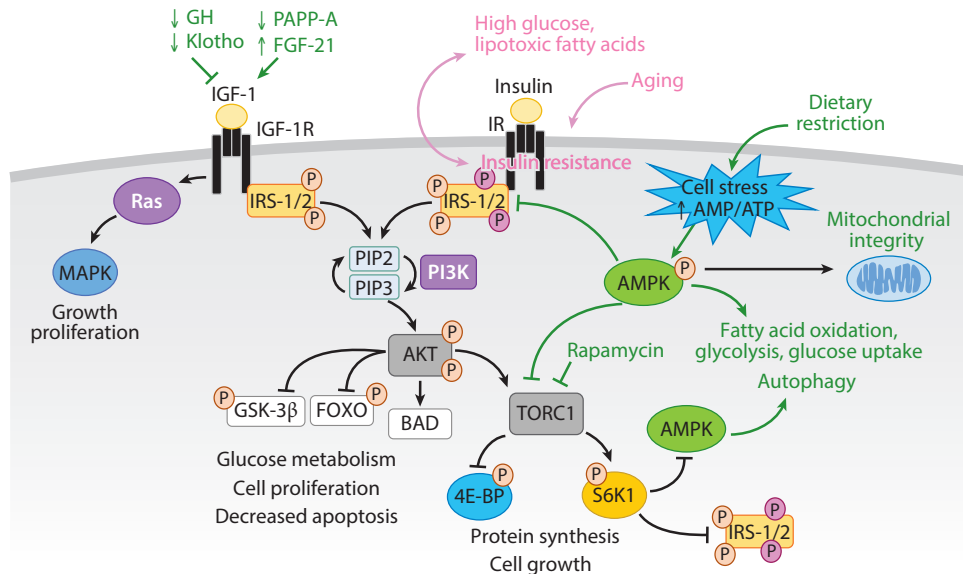 ↓ GH
↓ Klotho
↓ PAPP-A
↑ FGF-21
High glucose,
lipotoxic fatty acids
Aging
IGF-1
IGF-1R
Insulin
IR
Insulin resistance
Dietary
restriction
Cell stress
↑ AMP/ATP
Mitochondrial
integrity
Ras
MAPK
Growth
proliferation
IRS-1/2
P
P
IRS-1/2
P
P
P
P
PIP2
PIP3
PI3K
AMPK
P
Fatty acid oxidation,
glycolysis, glucose uptake
Autophagy
Rapamycin
AKT
P
P
P
GSK-3β
FOXO
P
BAD
TORC1
AMPK
Glucose metabolism
Cell proliferation
Decreased apoptosis
4E-BP
P
P
S6K1
Protein synthesis
Cell growth
IRS-1/2
P
P
P
P